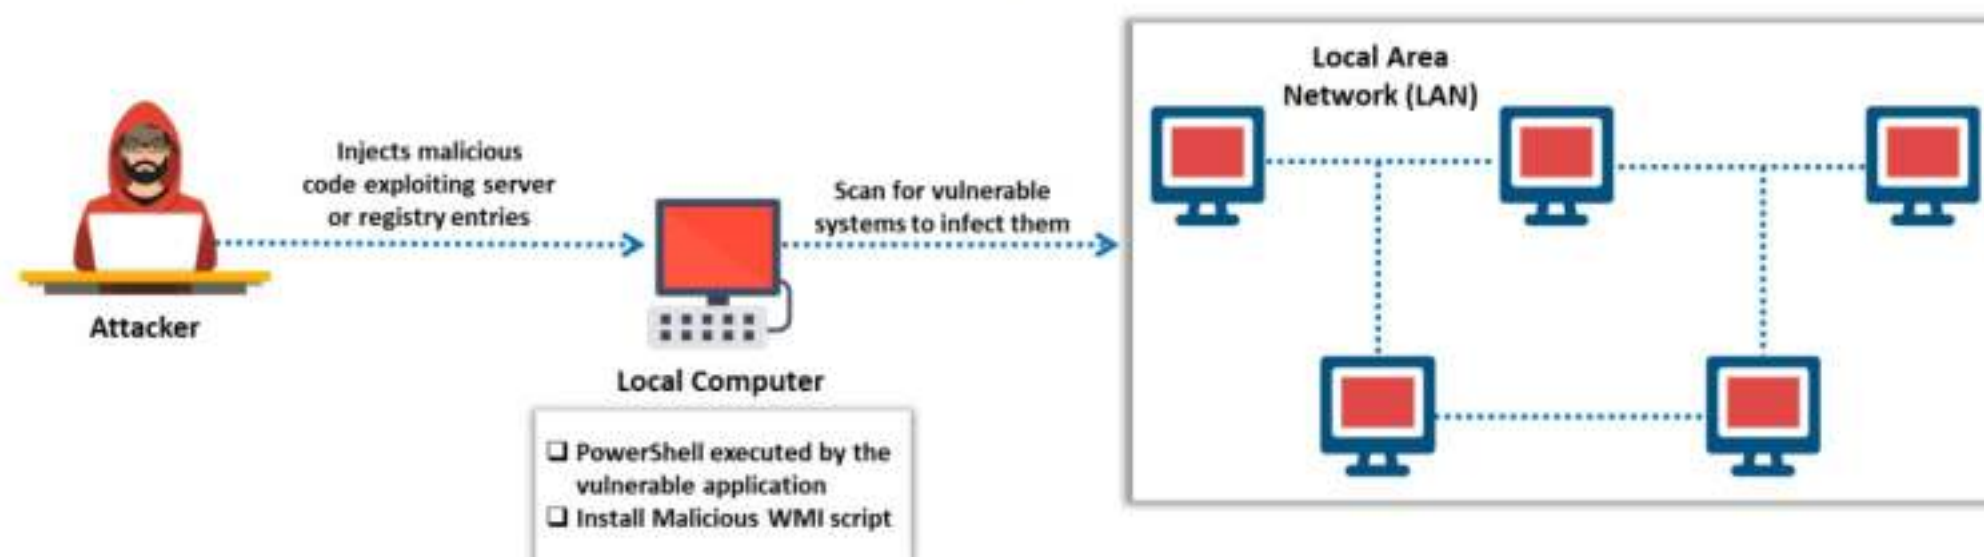 Attacker
Injects malicious
code exploiting server
or registry entries
Local Computer
❑ PowerShell executed by the
vulnerable application
❑ Install Malicious WMI script
Scan for vulnerable
systems to infect them
Local Area
Network (LAN)